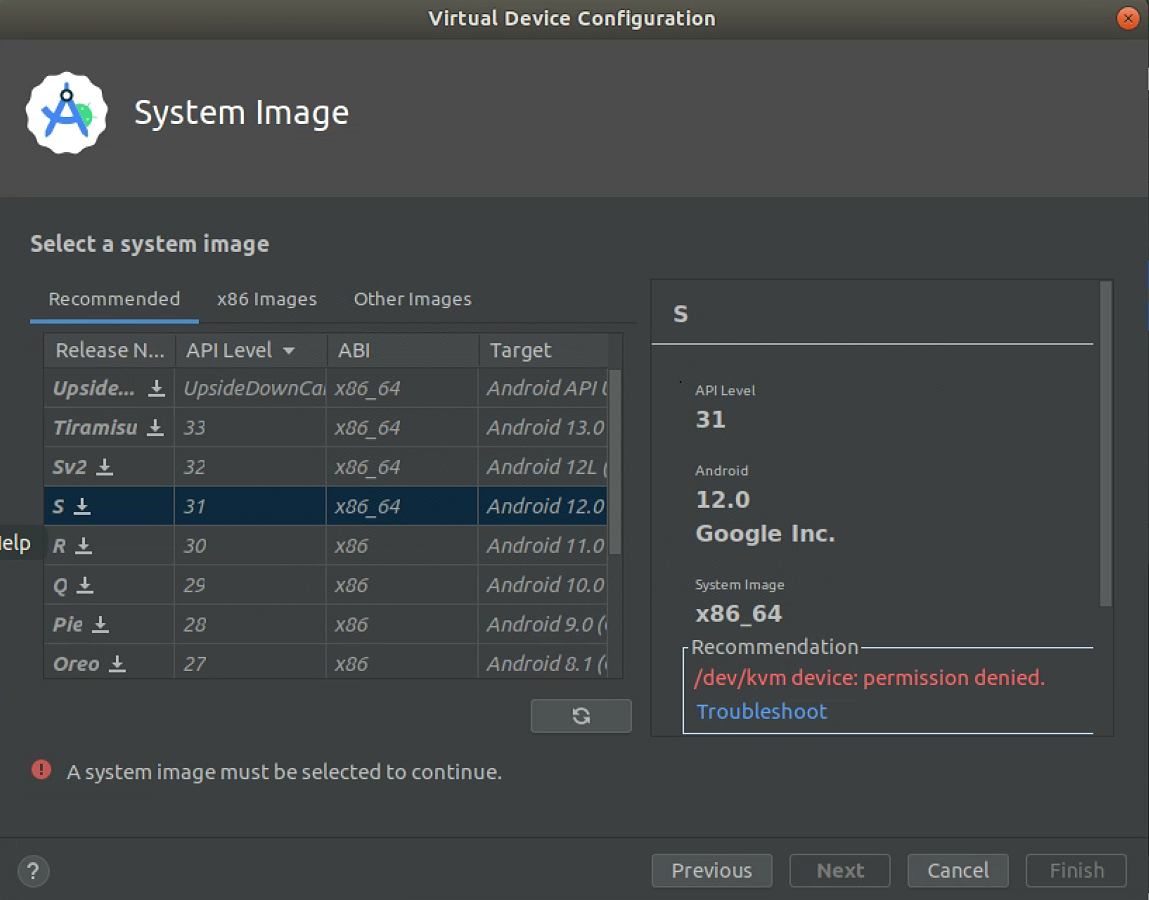 Virtual Device Configuration
System Image
Select a system image
Recommended x86 Images Other Images
Release N... API Level ABI Target
Upside... UpsideDownCa x86_64 Android API
Tiramisu 33 x86_64 Android 13.0
Sv2 32 x86_64 Android 12L (
S 31 x86_64 Android 12.0
R 30 x86 Android 11.0
Q 29 x86 Android 10.0
Pie 28 x86 Android 9.0 (
Oreo 27 x86 Android 8.1 (
elp
S
API Level
31
Android
12.0
Google Inc.
System Image
x86_64
Recommendation
/dev/kvm device: permission denied.
Troubleshoot
A system image must be selected to continue.
?
Previous Next Cancel Finish